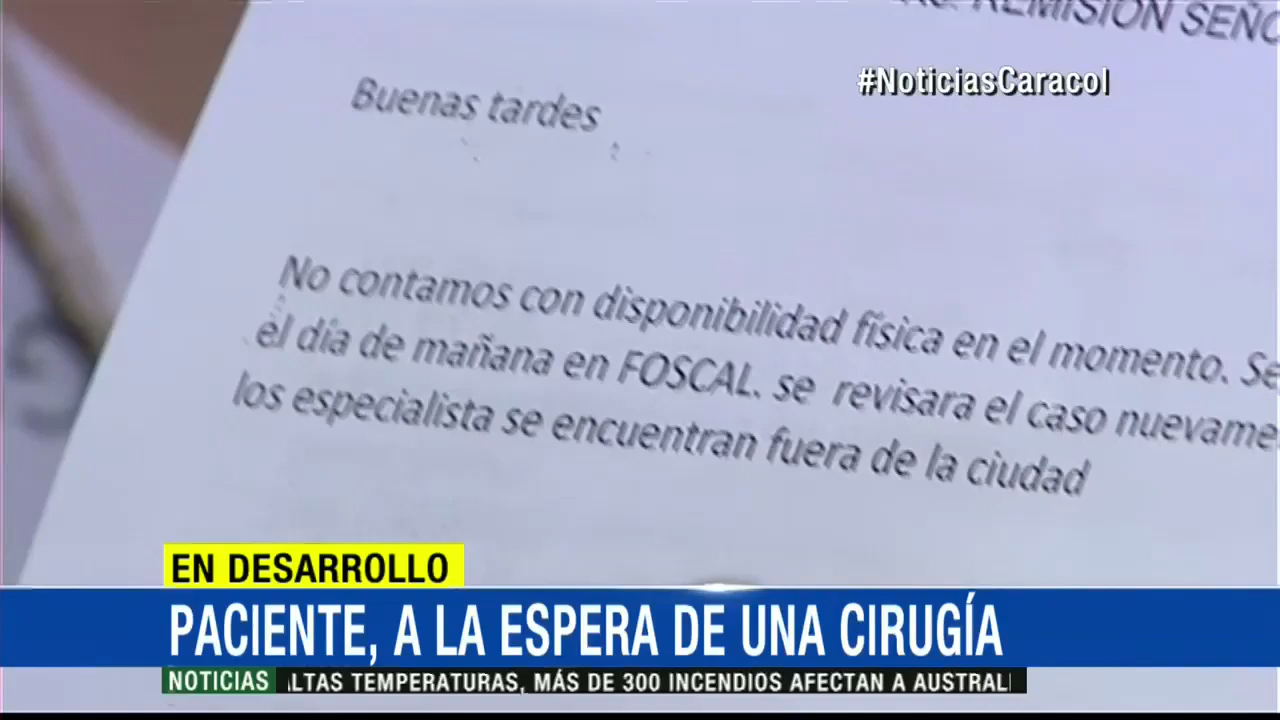 REMISIÓN SEÑO
#NoticiasCaracol
Buenas tardes
No contamos con disponibilidad física en el momento. Se
el día de mañana en FOSCAL. se revisara el caso nuevame
los especialista se encuentran fuera de la ciudad
EN DESARROLLO
PACIENTE, A LA ESPERA DE UNA CIRUGÍA
NOTICIAS ALTAS TEMPERATURAS, MÁS DE 300 INCENDIOS AFECTAN A AUSTRALI